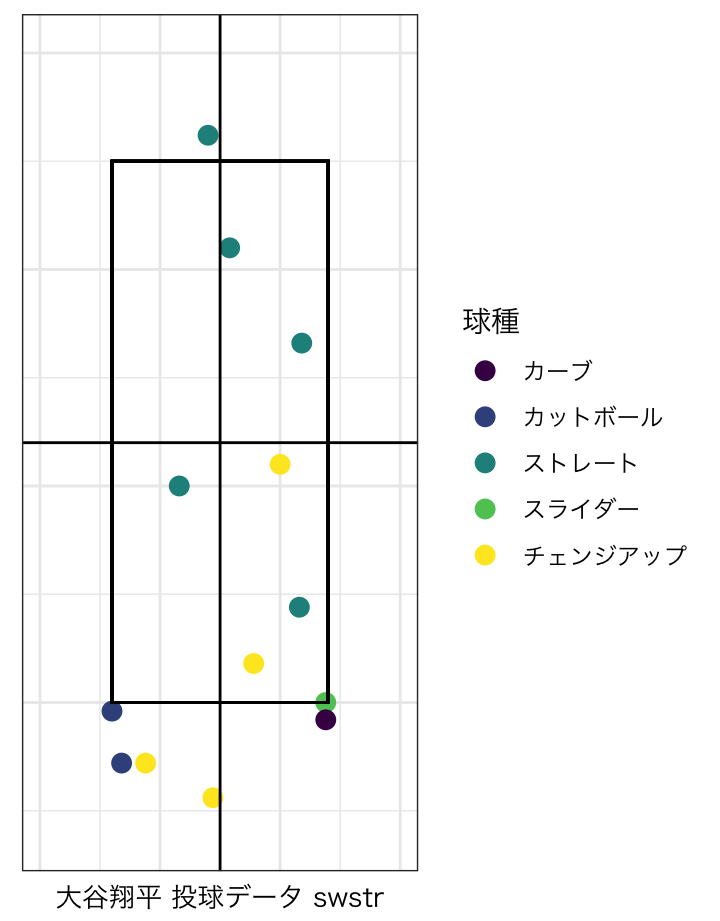 球種
カーブ
カットボール
ストレート
スライダー
チェンジアップ
大谷翔平 投球データ swstr